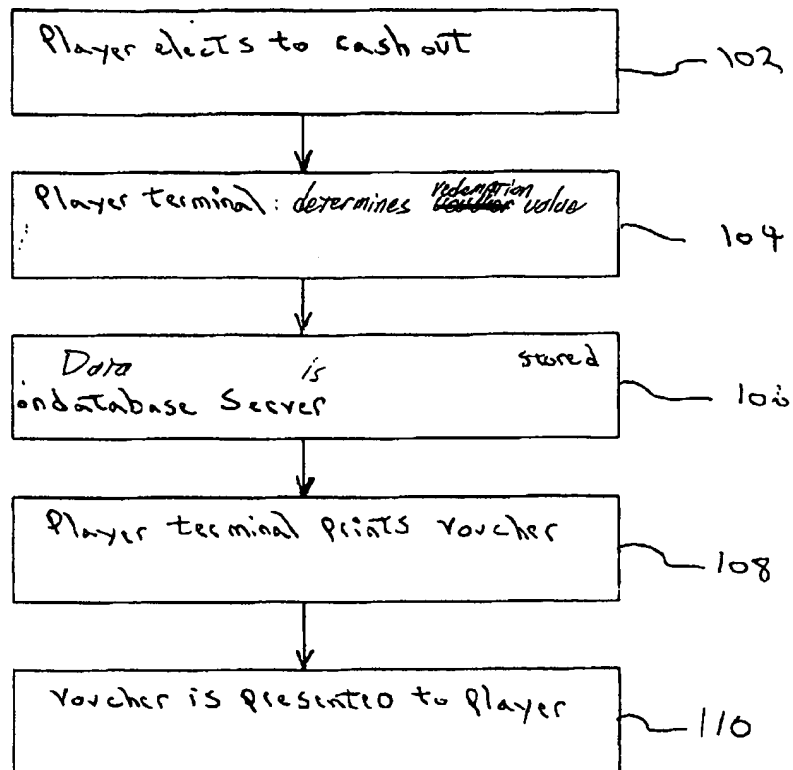 Player elects to cash out
102
Player terminal: determines redemption value
104
Data is stored
on database Server
106
Player terminal prints voucher
108
Voucher is presented to player
110